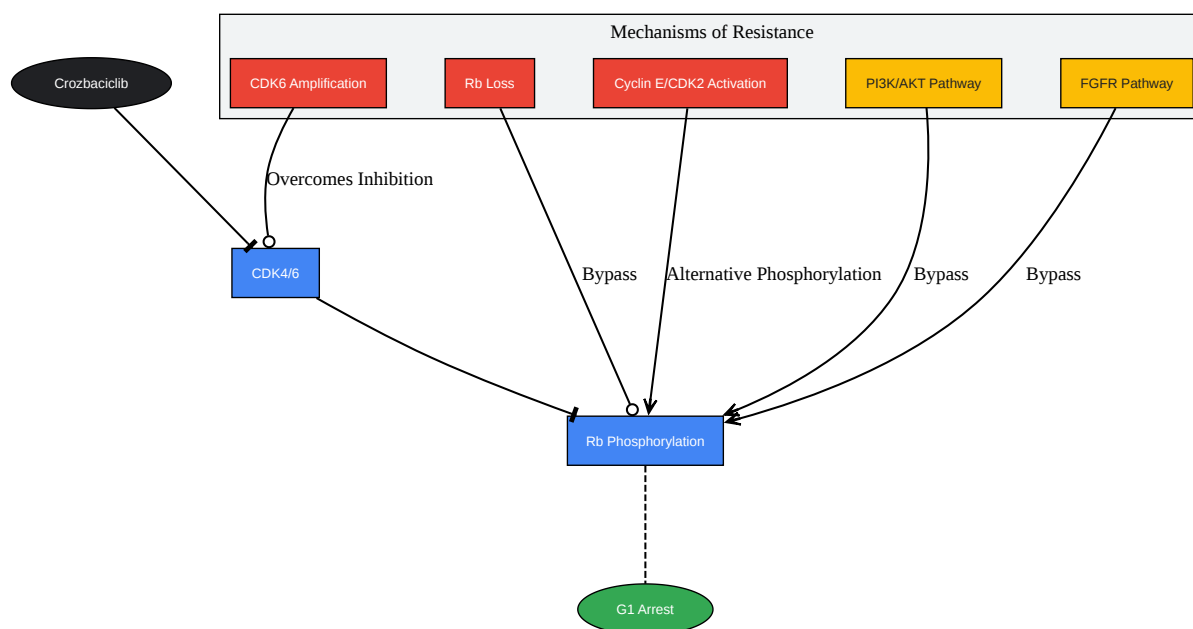 Mechanisms of Resistance
Crozbaciclib
CDK6 Amplification
Rb Loss
Cyclin E/CDK2 Activation
PI3K/AKT Pathway
FGFR Pathway
Overcomes Inhibition
CDK4/6
Bypass
Alternative Phosphorylation
Bypass
Bypass
Rb Phosphorylation
G1 Arrest